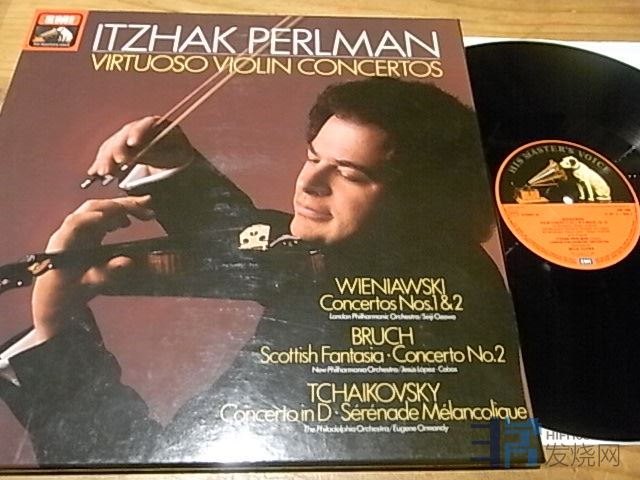 EMI
ITZHAK PERLMAN
VIRTUOSO VIOLIN CONCERTOS
WIENIAWSKI
Concertos Nos.1 & 2
London Philharmonic Orchestra/Seiji Ozawa
BRUCH
Scottish Fantasia · Concerto No.2
New Philharmonia Orchestra/Jesús López-Cobos
TCHAIKOVSKY
Concerto in D · Sérénade Mélancolique
The Philadelphia Orchestra/Eugene Ormandy
HIS MASTER'S VOICE
EMI
发烧网